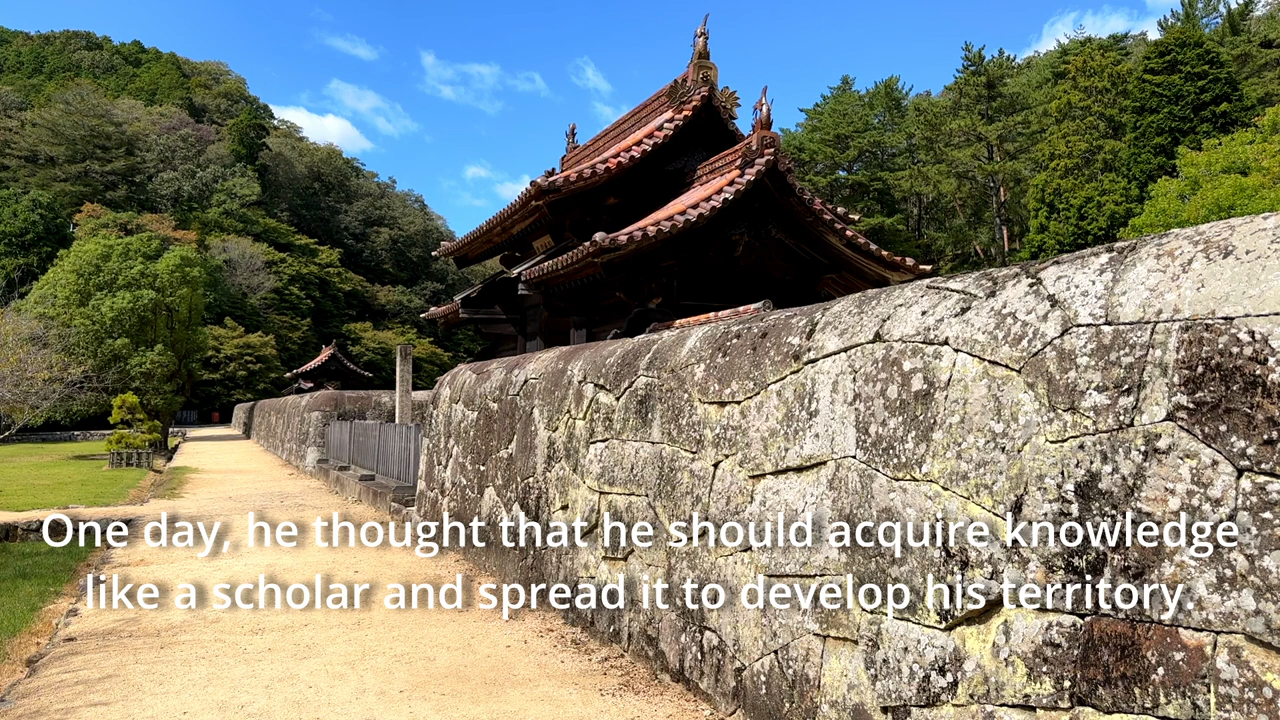 One day, he thought that he should acquire knowledge
like a scholar and spread it to develop his territory.